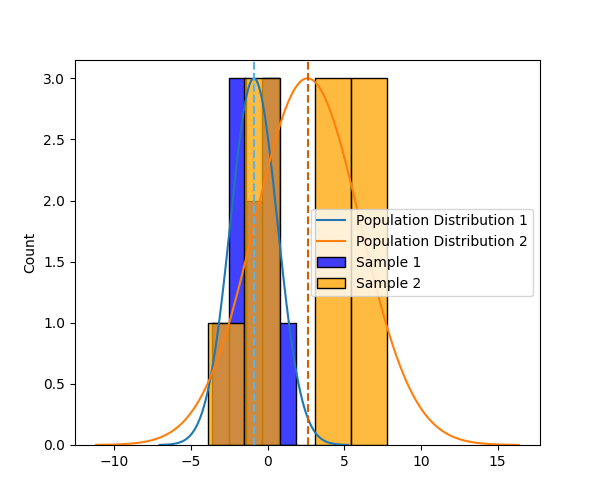 3.0
2.5
2.0
1.5
1.0
0.5
0.0
Count
Population Distribution 1
Population Distribution 2
Sample 1
Sample 2
−10
−5
0
5
10
15